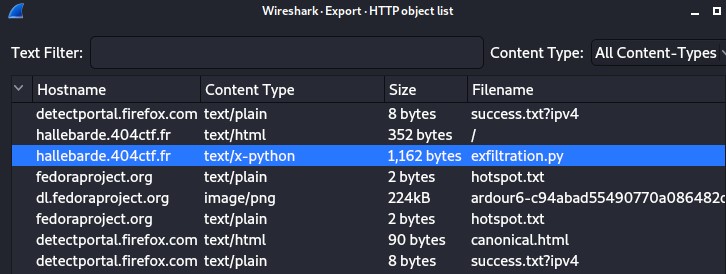 Wireshark · Export · HTTP object list
Text Filter: Content Type: All Content-Types
Hostname Content Type Size Filename
detectportal.firefox.com text/plain 8 bytes success.txt?ipv4
hallebarde.404ctf.fr text/html 352 bytes /
hallebarde.404ctf.fr text/x-python 1,162 bytes exfiltration.py
fedoraproject.org text/plain 2 bytes hotspot.txt
dl.fedoraproject.org image/png 224kB ardour6-c94abad55490770a086482c
fedoraproject.org text/plain 2 bytes hotspot.txt
detectportal.firefox.com text/html 90 bytes canonical.html
detectportal.firefox.com text/plain 8 bytes success.txt?ipv4